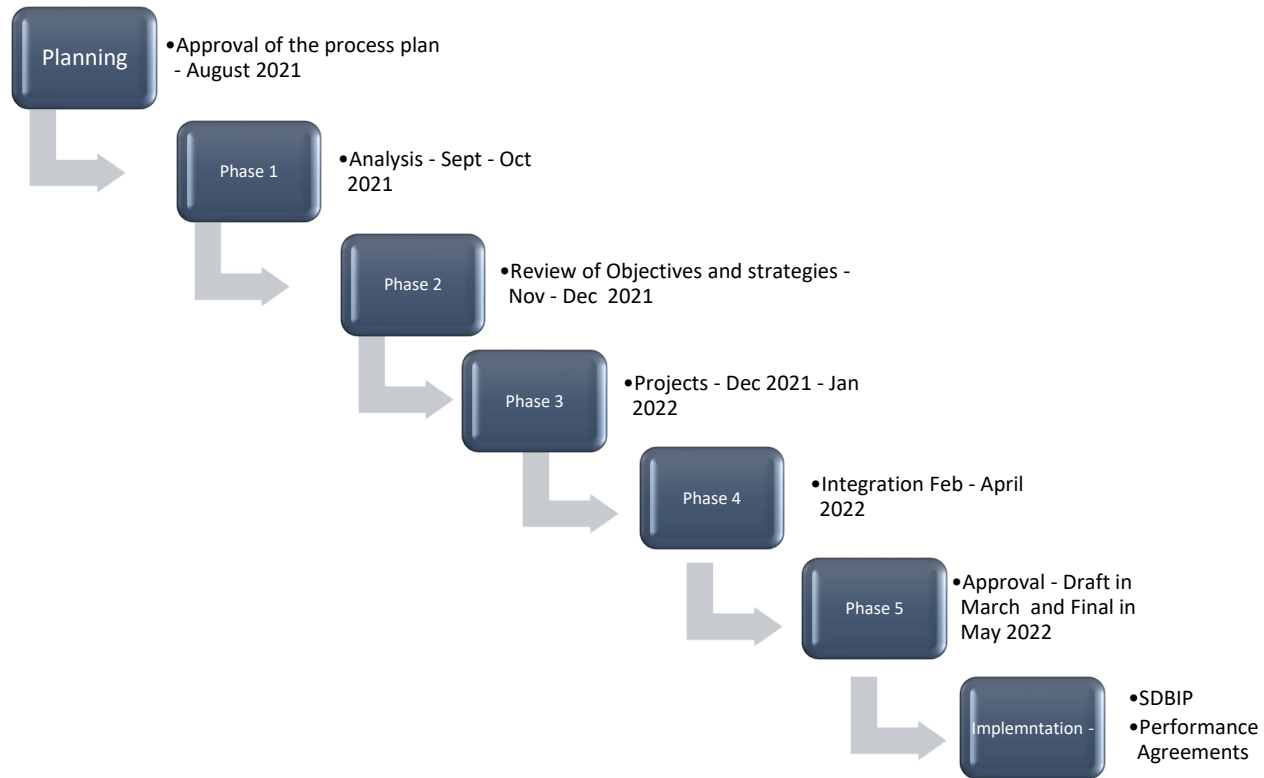 Planning
•Approval of the process plan
- August 2021
Phase 1
•Analysis - Sept - Oct
2021
Phase 2
•Review of Objectives and strategies -
Nov - Dec 2021
Phase 3
•Projects - Dec 2021 - Jan
2022
Phase 4
•Integration Feb - April
2022
Phase 5
•Approval - Draft in
March and Final in
May 2022
Implemntation -
•SDBIP
•Performance
Agreements